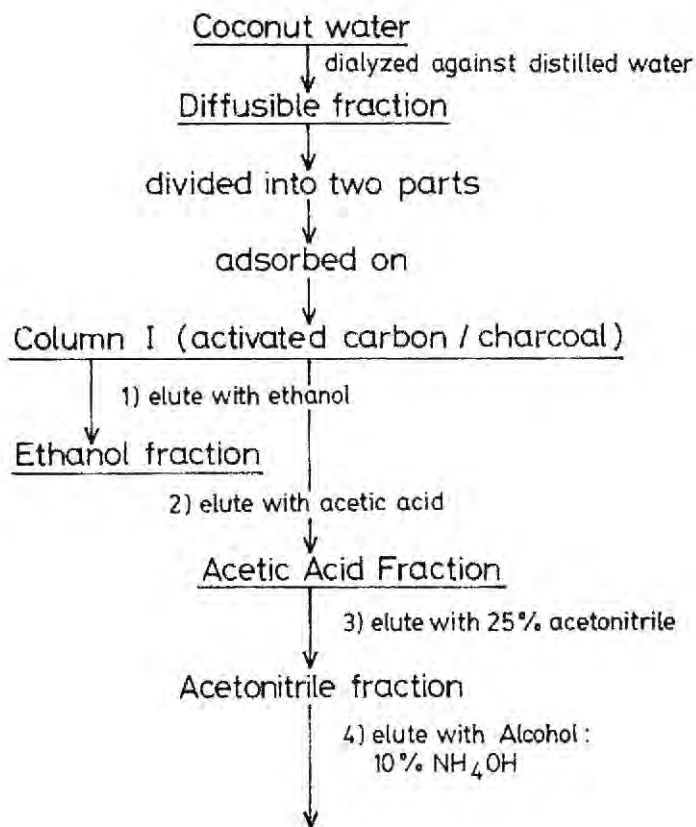 Coconut water
dialyzed against distilled water
Diffusible fraction
divided into two parts
adsorbed on
Column I (activated carbon / charcoal)
1) elute with ethanol
Ethanol fraction
2) elute with acetic acid
Acetic Acid Fraction
3) elute with 25% acetonitrile
Acetonitrile fraction
4) elute with Alcohol:
10% NH₄OH